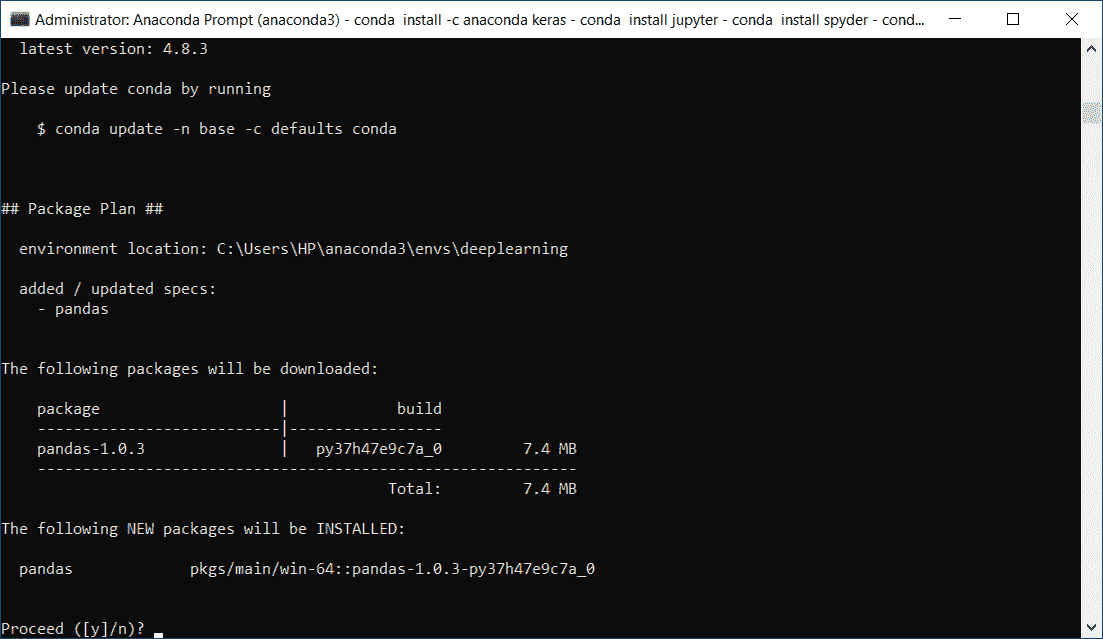 Administrator: Anaconda Prompt (anaconda3) - conda  install -c anaconda keras - conda  install jupyter - conda  install spyder - cond...
latest version: 4.8.3
Please update conda by running
$ conda update -n base -c defaults conda
## Package Plan ##
environment location: C:\Users\HP\anaconda3\envs\deeplearning
added / updated specs:
- pandas
The following packages will be downloaded:
package                    |            build
---------------------------|-----------------
pandas-1.0.3               |   py37h47e9c7a_0         7.4 MB
------------------------------------------------------------
Total:         7.4 MB
The following NEW packages will be INSTALLED:
pandas             pkgs/main/win-64::pandas-1.0.3-py37h47e9c7a_0
Proceed ([y]/n)?